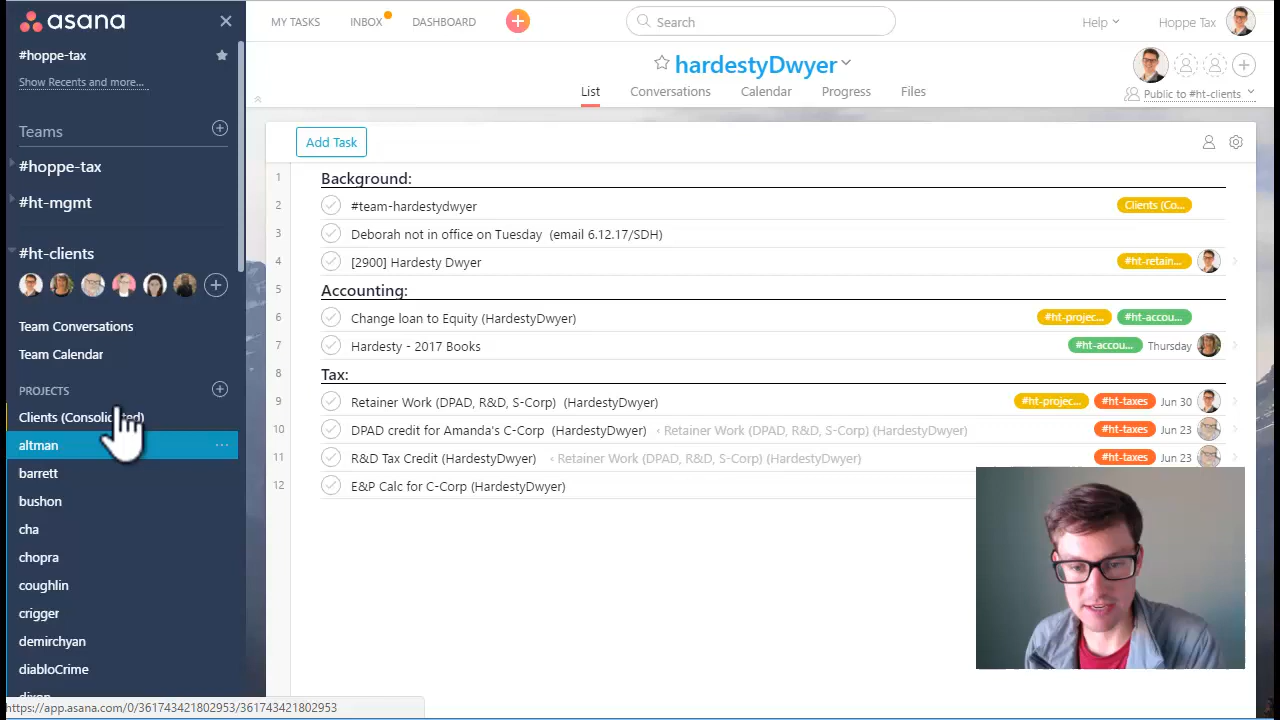 asana
#hoppe-tax
Show Recents and more...
Teams
#hoppe-tax
#ht-mgmt
#ht-clients
Team Conversations
Team Calendar
PROJECTS
altman
barrett
bushon
cha
chopra
coughlin
crigger
demirchyan
diabloCrime
https://app.asana.com/0/361743421802953/361743421802953
MY TASKS INBOX DASHBOARD Search Help Hoppe Tax
hardestyDwyer
List Conversations Calendar Progress Files Public to #ht-clients
Add Task
1 Background:
2 #team-hardestydwyer Clients (Co...
3 Deborah not in office on Tuesday (email 6.12.17/SDH)
4 [2900] Hardesty Dwyer #ht-retain...
5 Accounting:
6 Change loan to Equity (HardestyDwyer) #ht-projec... #ht-accou...
7 Hardesty - 2017 Books #ht-accou... Thursday
8 Tax:
9 Retainer Work (DPAD, R&D, S-Corp) (HardestyDwyer) #ht-projec... #ht-taxes Jun 30
10 DPAD credit for Amanda's C-Corp (HardestyDwyer) ‹ Retainer Work (DPAD, R&D, S-Corp) (HardestyDwyer) #ht-taxes Jun 23
11 R&D Tax Credit (HardestyDwyer) ‹ Retainer Work (DPAD, R&D, S-Corp) (HardestyDwyer) #ht-taxes Jun 23
12 E&P Calc for C-Corp (HardestyDwyer)